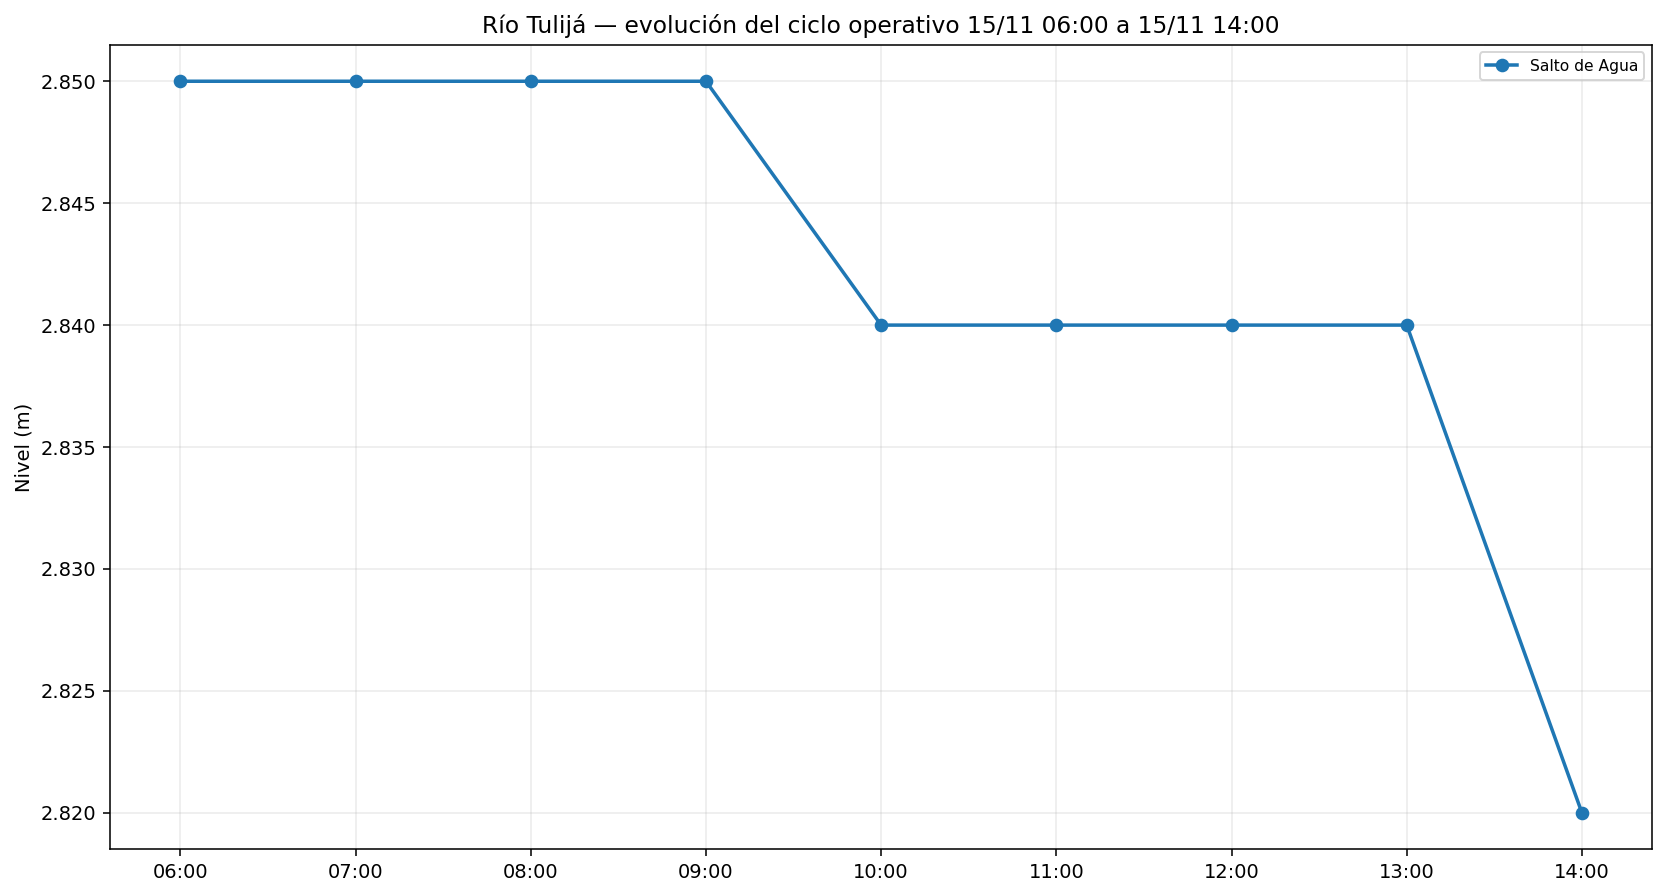 Río Tulijá — evolución del ciclo operativo 15/11 06:00 a 15/11 14:00
Salto de Agua
Nivel (m)
2.850
2.845
2.840
2.835
2.830
2.825
2.820
06:00 07:00 08:00 09:00 10:00 11:00 12:00 13:00 14:00